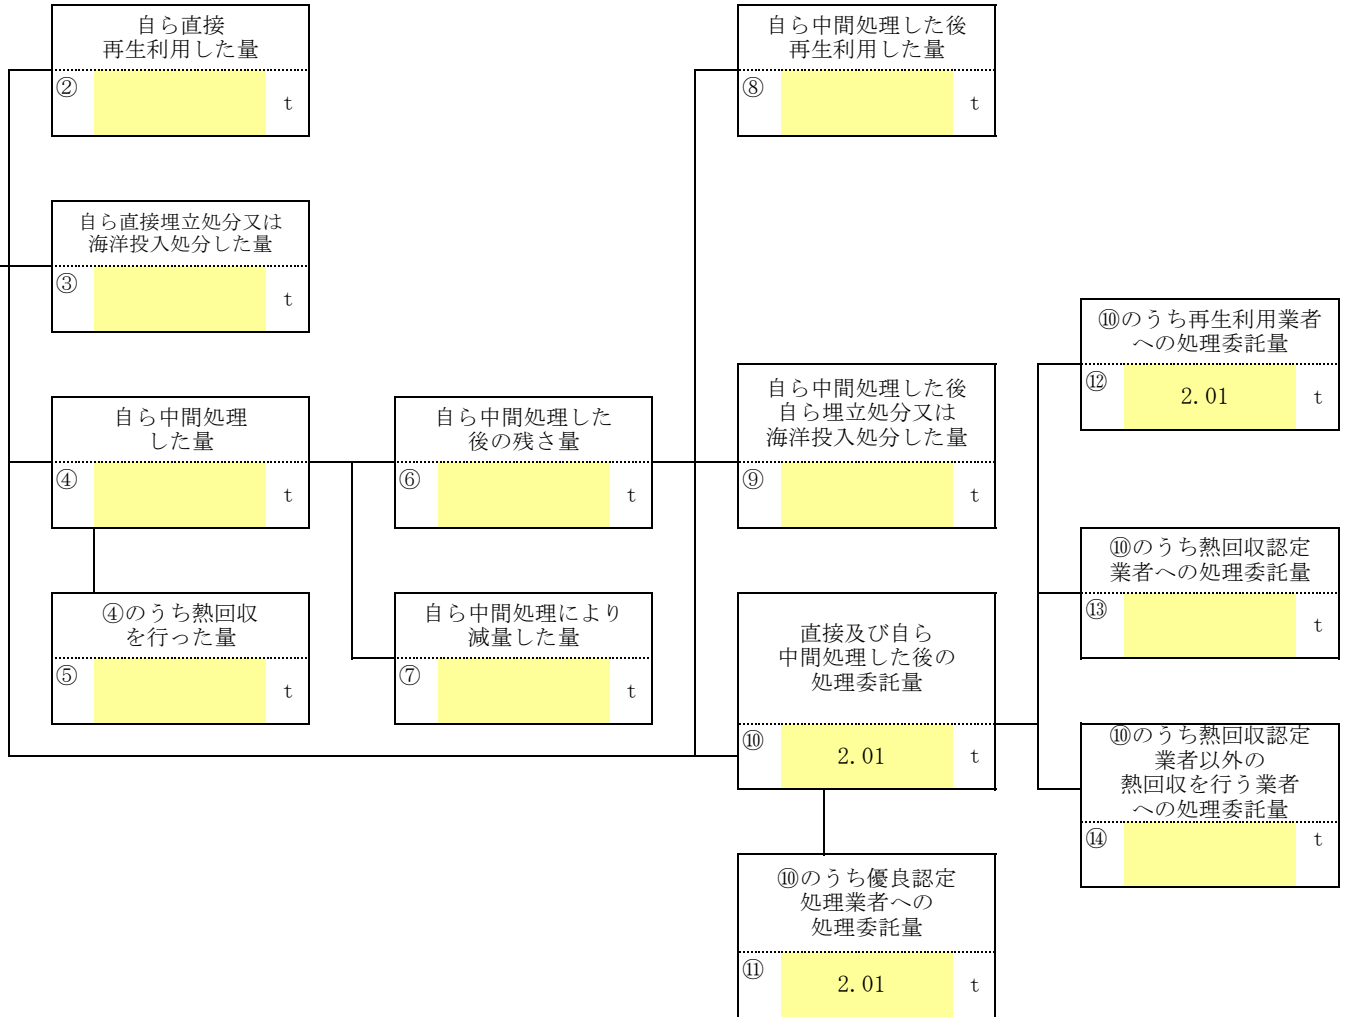 自ら直接
再生利用した量
②
t
自ら中間処理した後
再生利用した量
⑧
t
自ら直接埋立処分又は
海洋投入処分した量
③
t
⑩のうち再生利用業者
への処理委託量
⑫ 2.01 t
自ら中間処理
した量
④
t
自ら中間処理した
後の残さ量
⑥
t
自ら中間処理した後
自ら埋立処分又は
海洋投入処分した量
⑨
t
⑩のうち熱回収認定
業者への処理委託量
⑬
t
④のうち熱回収
を行った量
⑤
t
自ら中間処理により
減量した量
⑦
t
直接及び自ら
中間処理した後の
処理委託量
⑩ 2.01 t
⑩のうち熱回収認定
業者以外の
熱回収を行う業者
への処理委託量
⑭
t
⑩のうち優良認定
処理業者への
処理委託量
⑪ 2.01 t